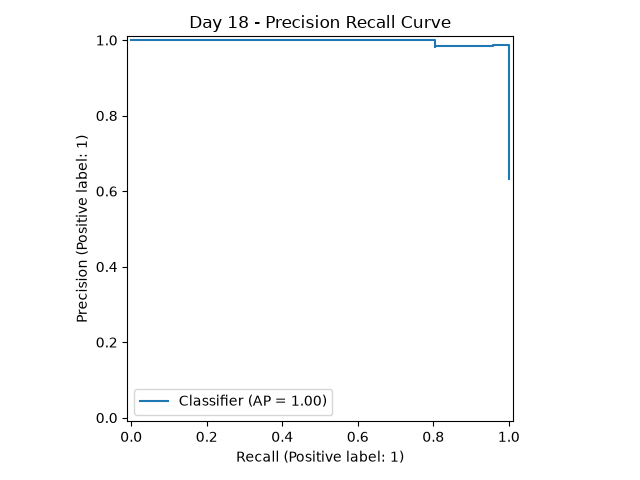 Day 18 - Precision Recall Curve
1.0
0.8
0.6
0.4
0.2
0.0
Precision (Positive label: 1)
Classifier (AP = 1.00)
0.0 0.2 0.4 0.6 0.8 1.0
Recall (Positive label: 1)